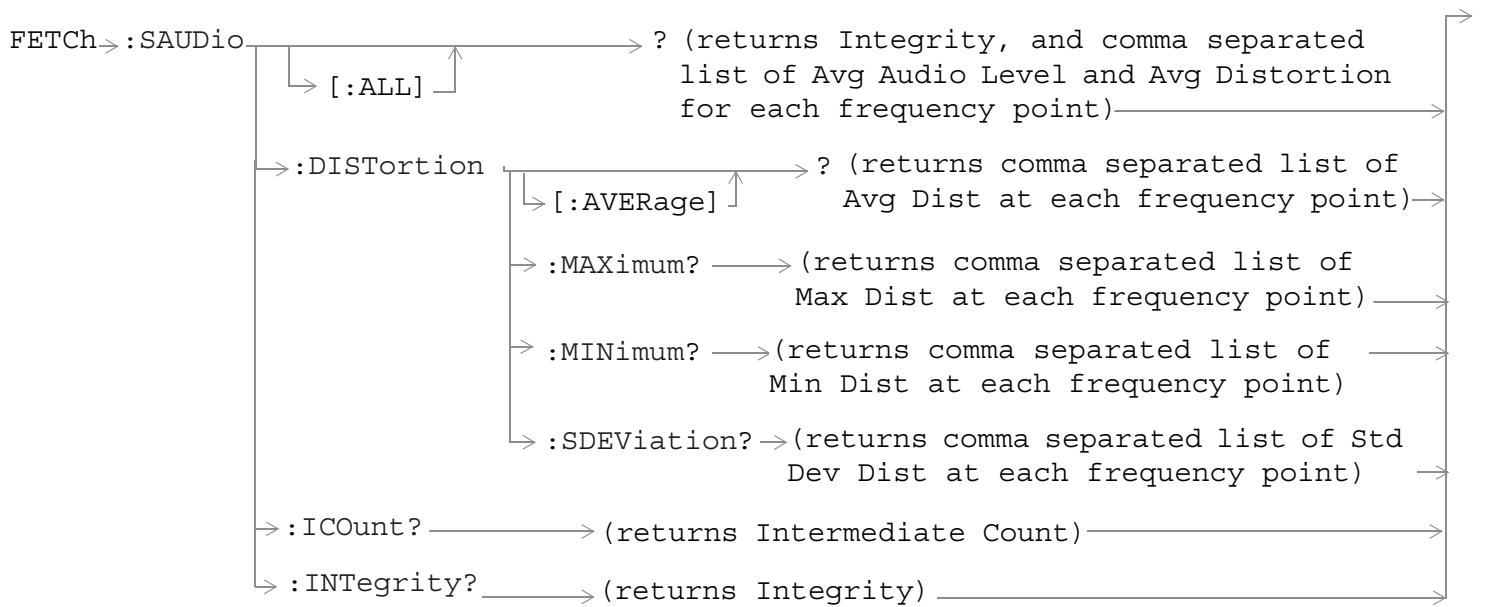 FETCh :SAUDio ? (returns Integrity, and comma separated
[:ALL] list of Avg Audio Level and Avg Distortion
for each frequency point)
:DISTortion ? (returns comma separated list of
[:AVERage] Avg Dist at each frequency point)
:MAXimum? (returns comma separated list of
Max Dist at each frequency point)
:MINimum? (returns comma separated list of
Min Dist at each frequency point)
:SDEViation? (returns comma separated list of Std
Dev Dist at each frequency point)
:ICOunt? (returns Intermediate Count)
:INTegrity? (returns Integrity)